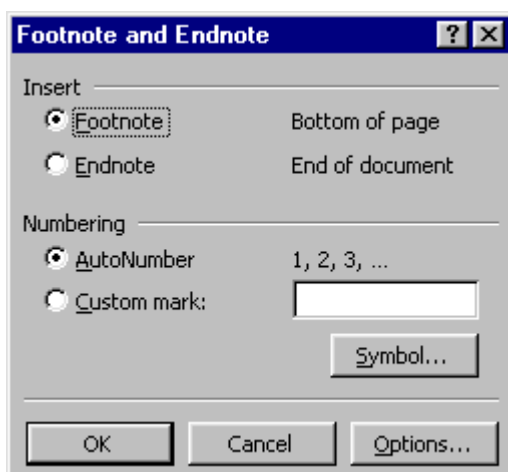 Footnote and Endnote
Insert
Footnote Bottom of page
Endnote End of document
Numbering
AutoNumber 1, 2, 3, ...
Custom mark:
Symbol...
OK Cancel Options...